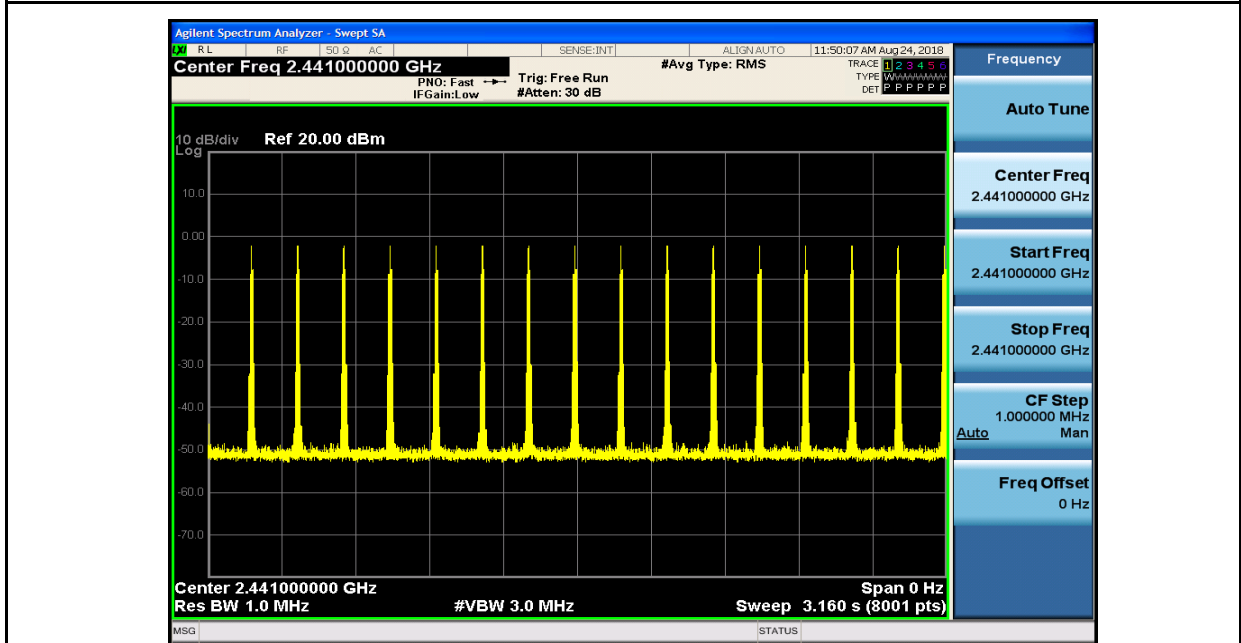 Agilent Spectrum Analyzer - Swept SA
LXI RL RF 50 Ω AC SENSE:INT ALIGN AUTO 11:50:07 AM Aug 24, 2018
Center Freq 2.441000000 GHz
PNO: Fast
IFGain:Low
Trig: Free Run
#Atten: 30 dB
#Avg Type: RMS
TRACE 1 2 3 4 5 6
TYPE WWWWWW
DET P P P P P P
10 dB/div Ref 20.00 dBm
Log
10.0
0.00
-10.0
-20.0
-30.0
-40.0
-50.0
-60.0
-70.0
Center 2.441000000 GHz Span 0 Hz
Res BW 1.0 MHz #VBW 3.0 MHz Sweep 3.160 s (8001 pts)
MSG STATUS
Frequency
Auto Tune
Center Freq
2.441000000 GHz
Start Freq
2.441000000 GHz
Stop Freq
2.441000000 GHz
CF Step
1.000000 MHz
Auto Man
Freq Offset
0 Hz